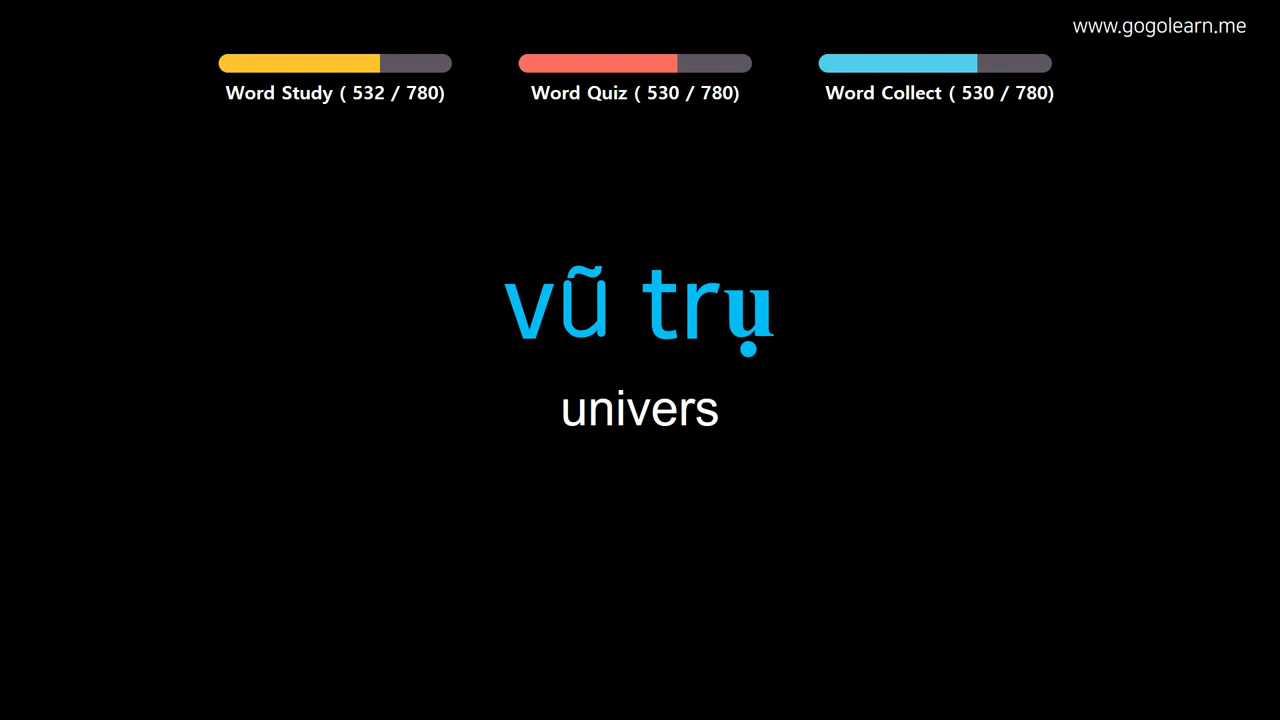 www.gogolearn.me
Word Study ( 532 / 780)
Word Quiz ( 530 / 780)
Word Collect ( 530 / 780)
vũ trụ
univers